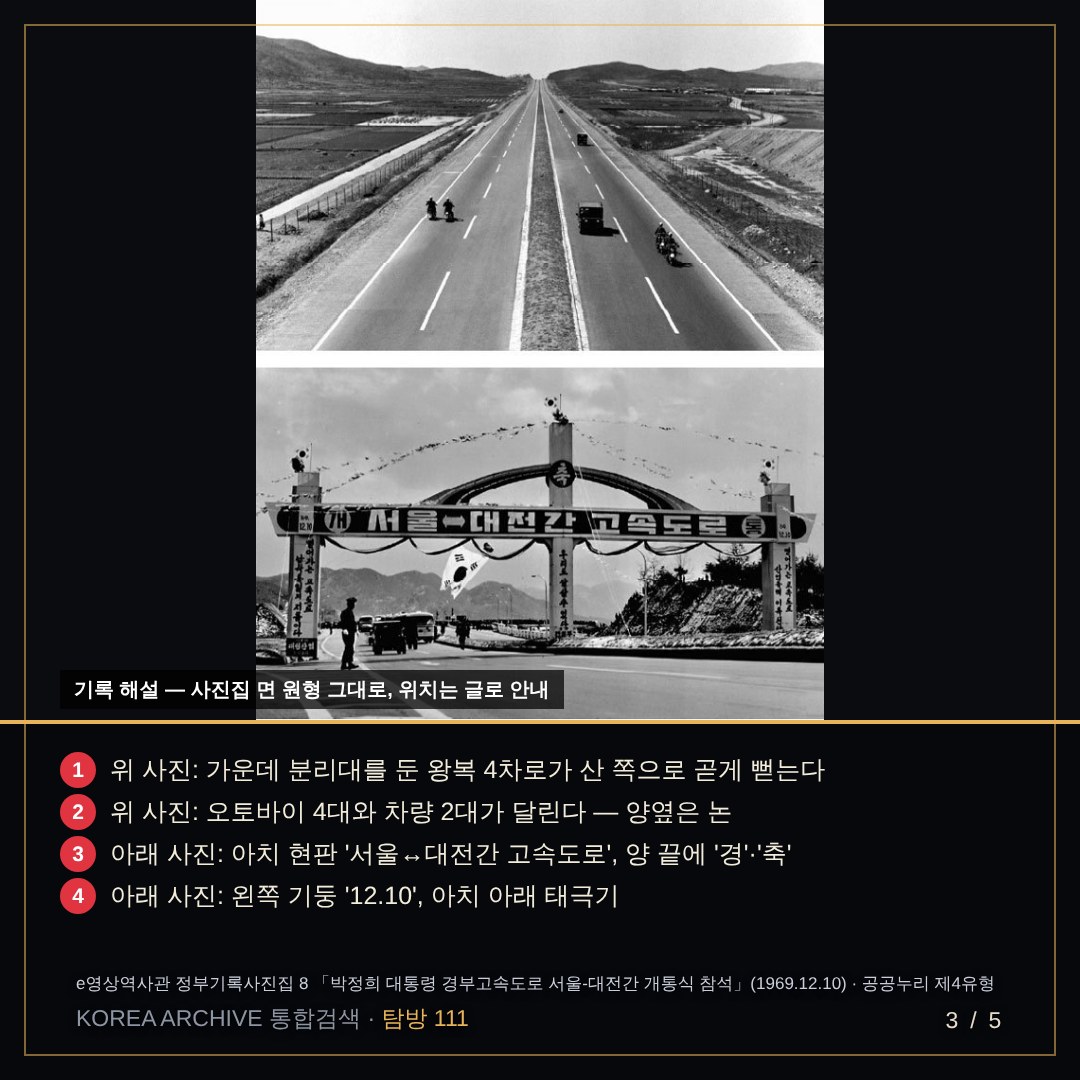 축
개 서울↔대전간 고속도로 통
12.10
12.10
기록 해설 — 사진집 면 원형 그대로, 위치는 글로 안내
1 위 사진: 가운데 분리대를 둔 왕복 4차로가 산 쪽으로 곧게 뻗는다
2 위 사진: 오토바이 4대와 차량 2대가 달린다 — 양옆은 논
3 아래 사진: 아치 현판 '서울↔대전간 고속도로', 양 끝에 '경'·'축'
4 아래 사진: 왼쪽 기둥 '12.10', 아치 아래 태극기
e영상역사관 정부기록사진집 8 「박정희 대통령 경부고속도로 서울-대전간 개통식 참석」(1969.12.10) · 공공누리 제4유형
KOREA ARCHIVE 통합검색 · 탐방 111
3 / 5